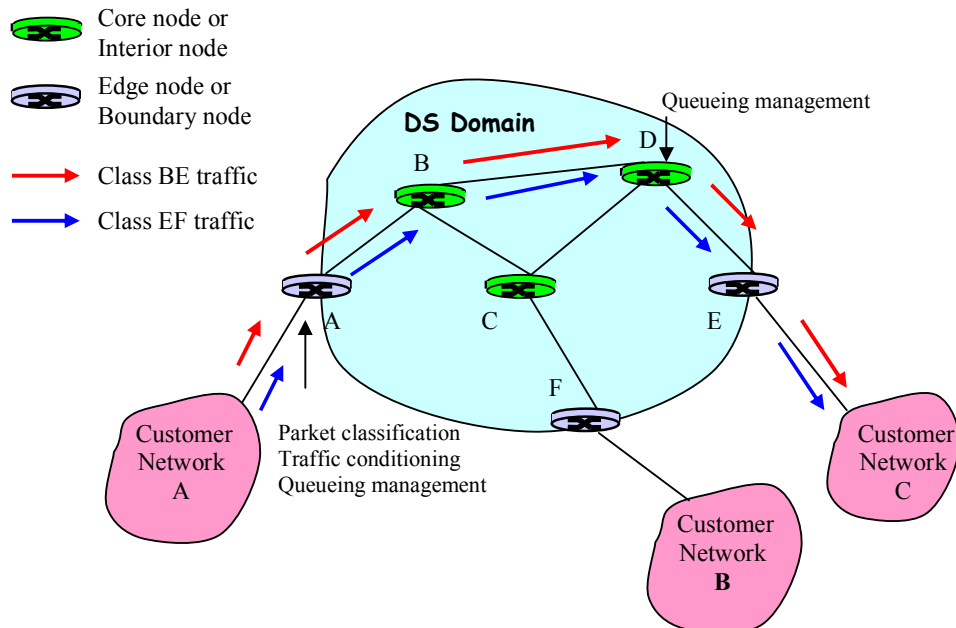 Core node or
Interior node
Edge node or
Boundary node
Class BE traffic
Class EF traffic
Queueing management
DS Domain
D
B
A
C
E
F
Parket classification
Traffic conditioning
Queueing management
Customer
Network
A
Customer
Network
C
Customer
Network
B